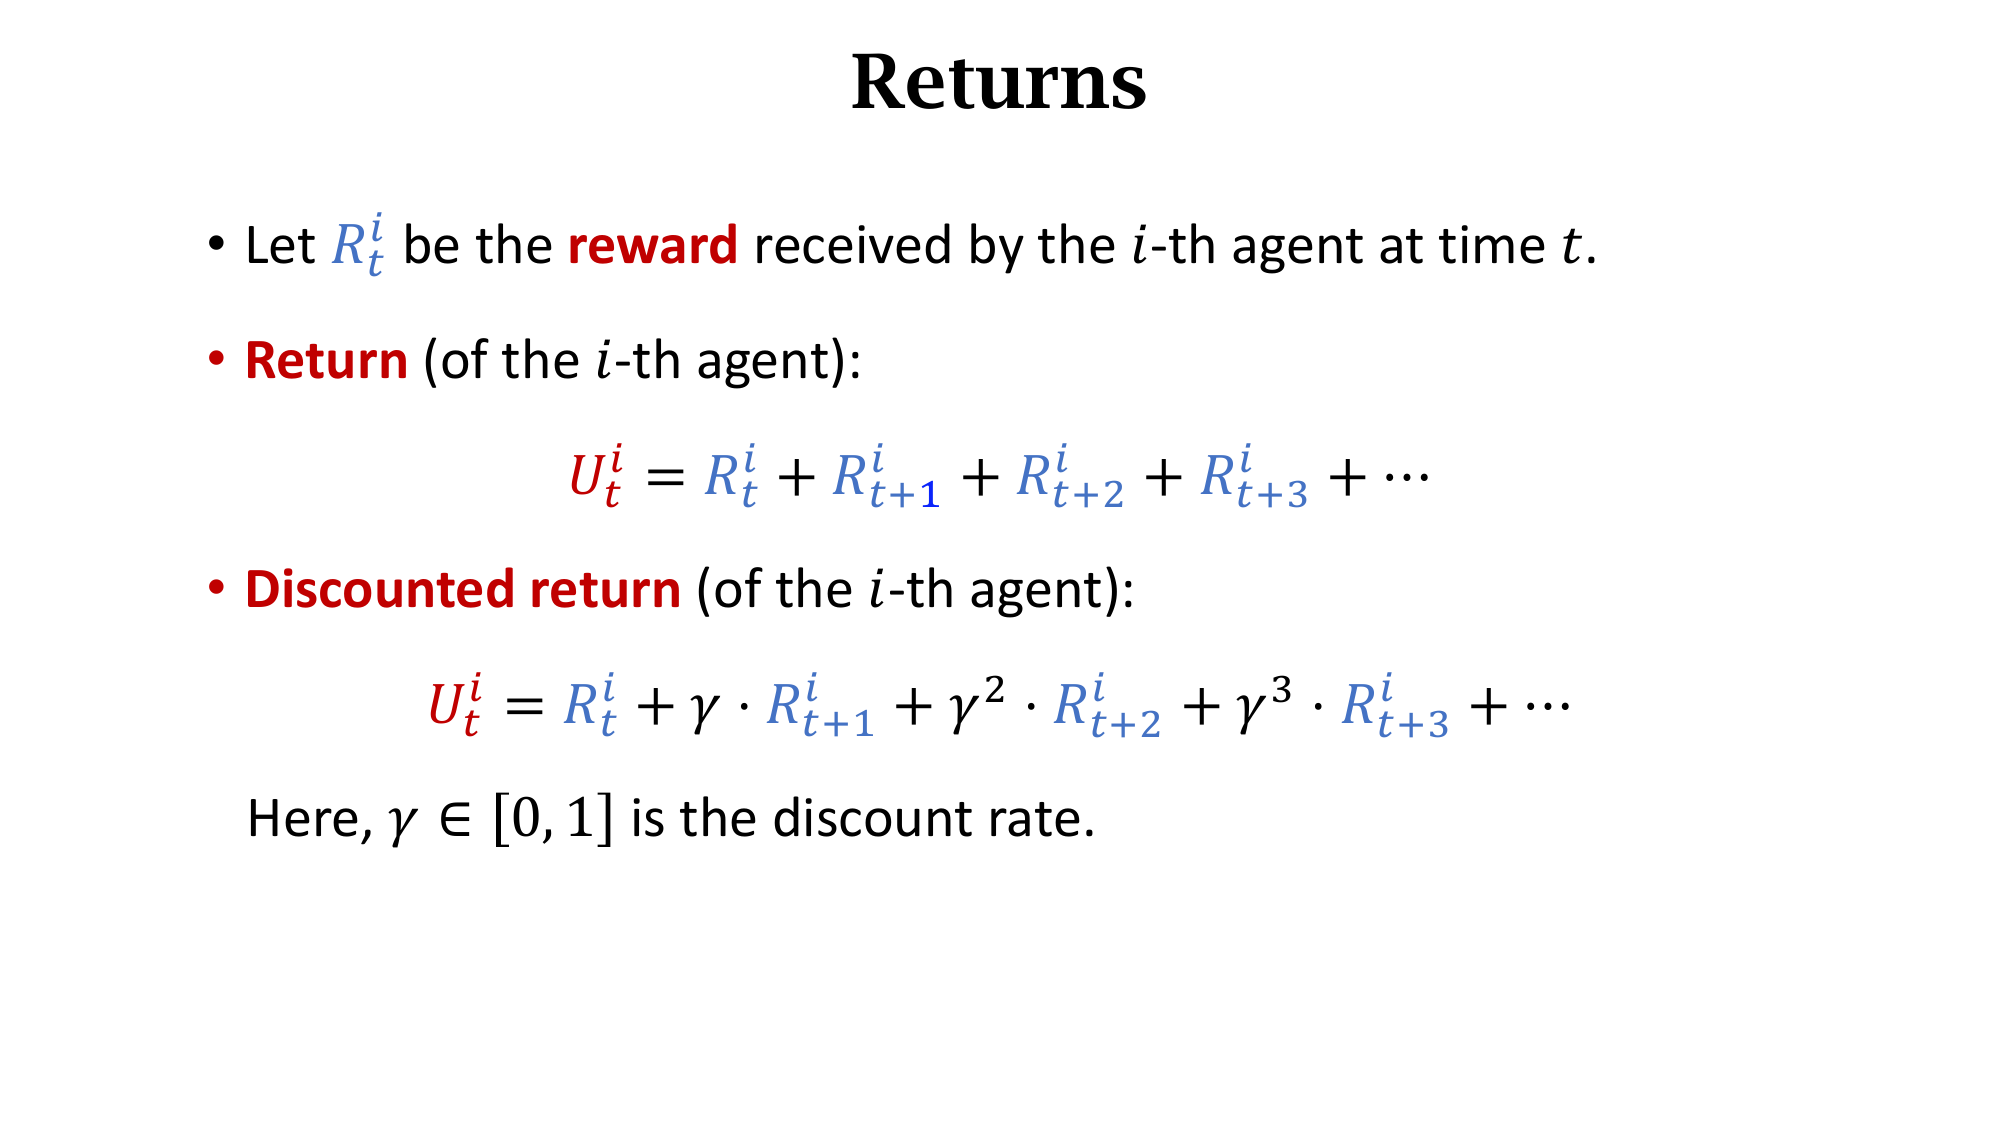 Returns
• Let $R_t^i$ be the reward received by the $i$-th agent at time $t$.
• Return (of the $i$-th agent):
$U_t^i = R_t^i + R_{t+1}^i + R_{t+2}^i + R_{t+3}^i + \cdots$
• Discounted return (of the $i$-th agent):
$U_t^i = R_t^i + \gamma \cdot R_{t+1}^i + \gamma^2 \cdot R_{t+2}^i + \gamma^3 \cdot R_{t+3}^i + \cdots$
Here, $\gamma \in [0, 1]$ is the discount rate.